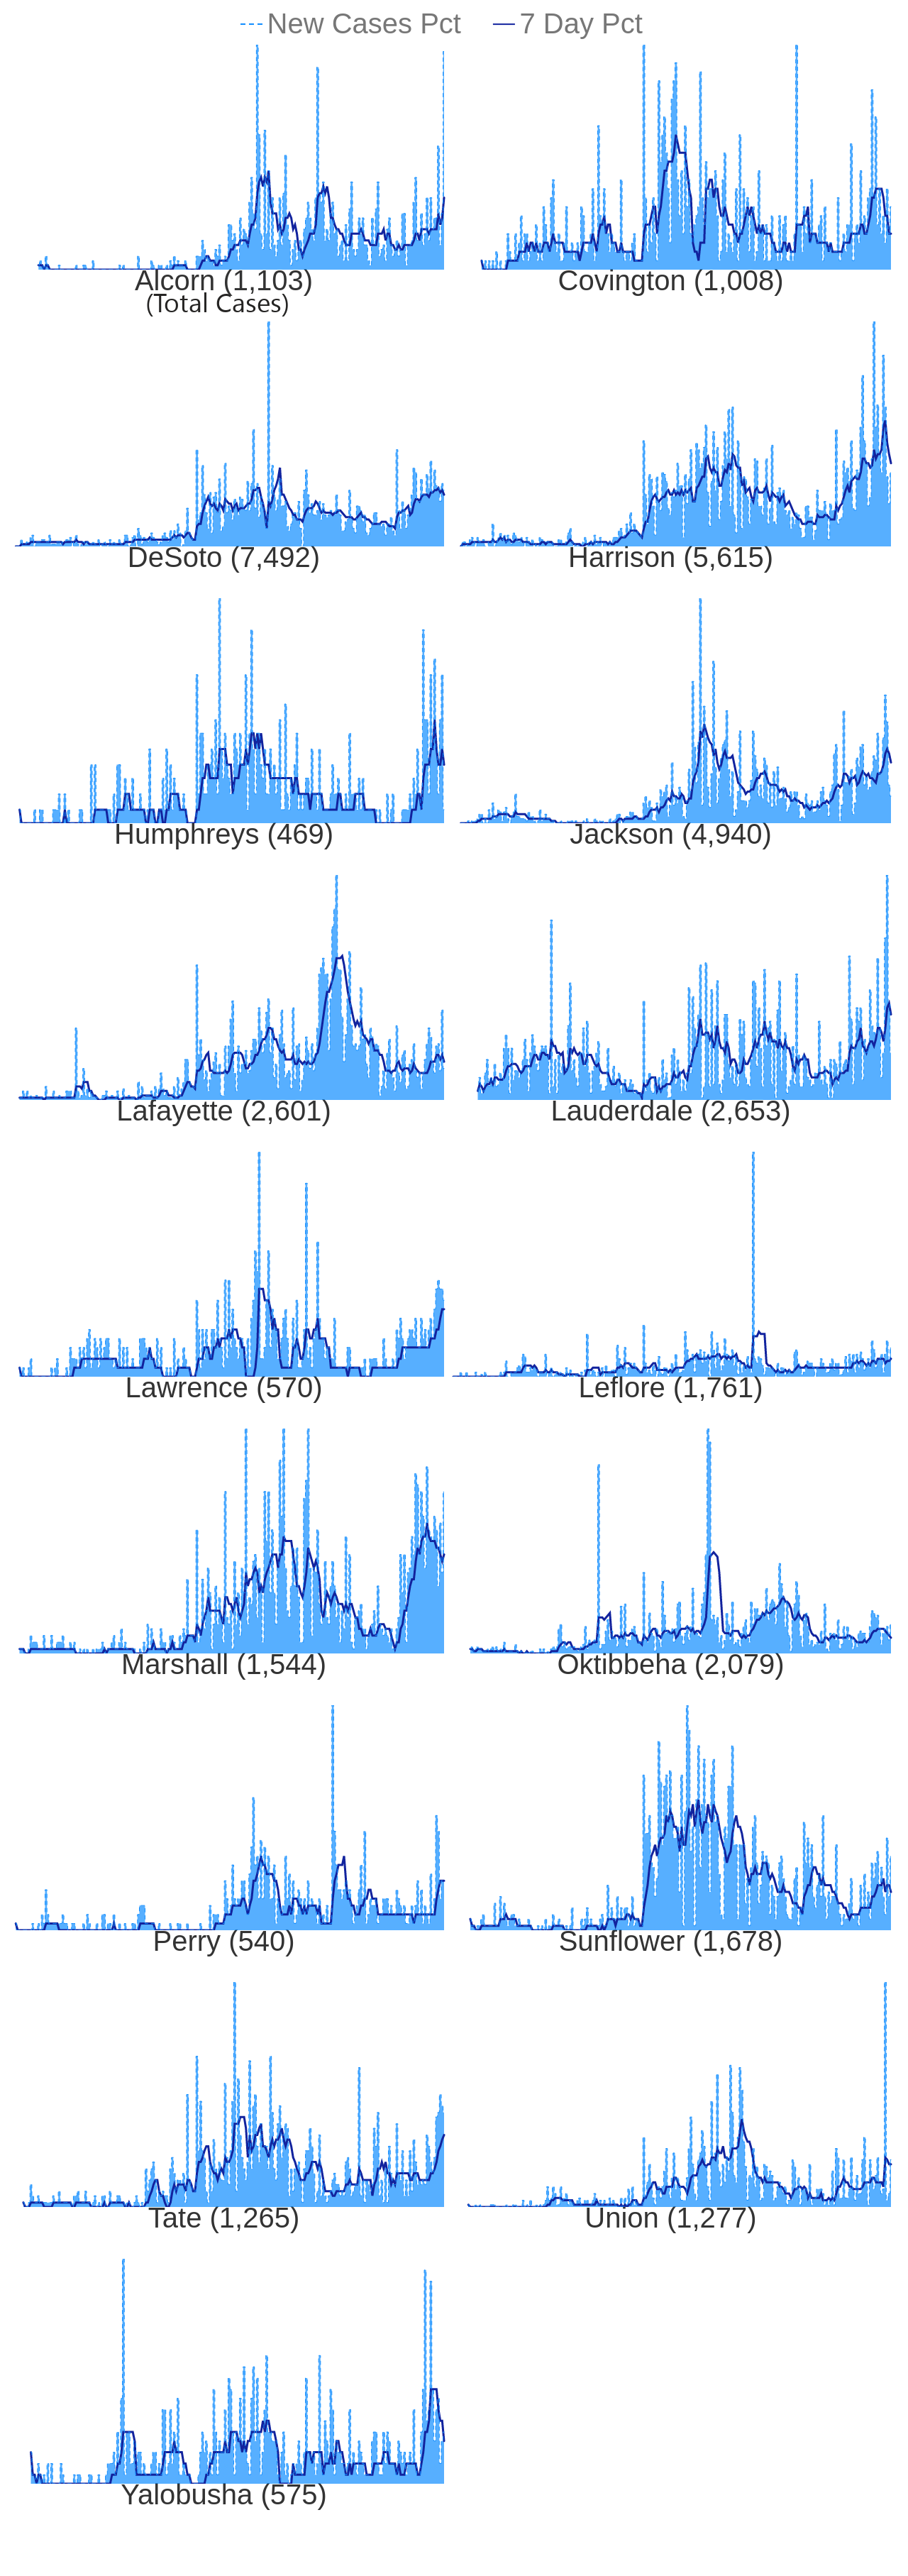 New Cases Pct 7 Day Pct
Alcorn (1,103) Covington (1,008)
(Total Cases)
DeSoto (7,492) Harrison (5,615)
Humphreys (469) Jackson (4,940)
Lafayette (2,601) Lauderdale (2,653)
Lawrence (570) Leflore (1,761)
Marshall (1,544) Oktibbeha (2,079)
Perry (540) Sunflower (1,678)
Tate (1,265) Union (1,277)
Yalobusha (575)